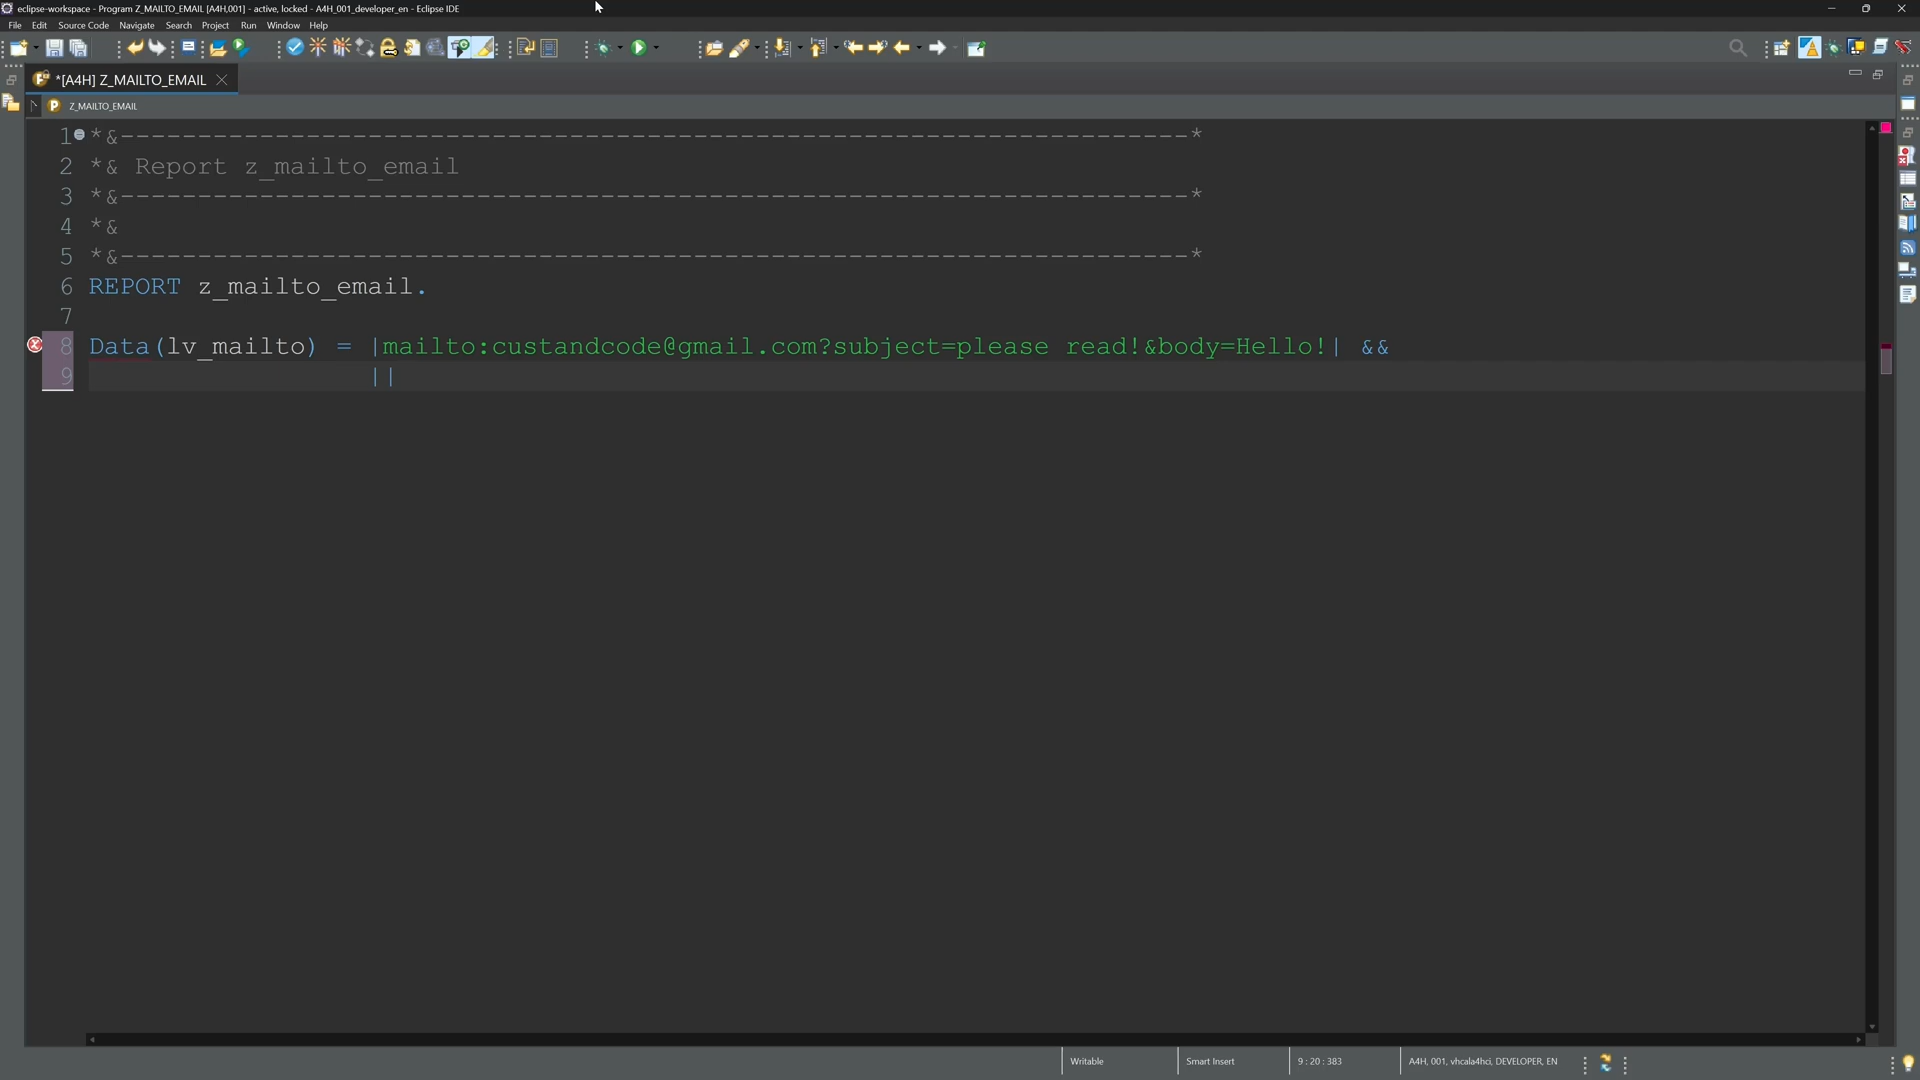 eclipse-workspace - Program Z_MAILTO_EMAIL [A4H,001] - active, locked - A4H_001_developer_en - Eclipse IDE
File Edit Source Code Navigate Search Project Run Window Help
*[A4H] Z_MAILTO_EMAIL
Z_MAILTO_EMAIL
1 *&---------------------------------------------------------------------*
2 *& Report z_mailto_email
3 *&---------------------------------------------------------------------*
4 *&
5 *&---------------------------------------------------------------------*
6 REPORT z_mailto_email.
7
8 Data(lv_mailto) = |mailto:custandcode@gmail.com?subject=please read!&body=Hello!| &&
9 ||
Writable Smart Insert 9 : 20 : 383 A4H, 001, vhcala4hci, DEVELOPER, EN